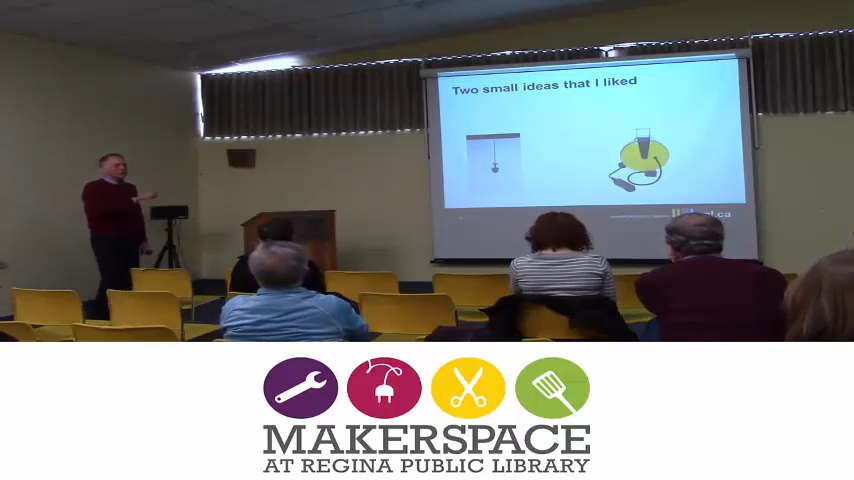 Two small ideas that I liked
MAKERSPACE
AT REGINA PUBLIC LIBRARY